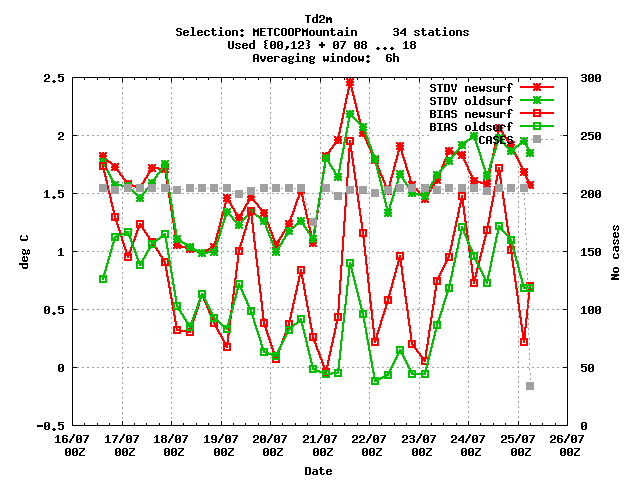 Td2m
Selection: METCOOPMountain 34 stations
Used {00,12} + 07 08 ... 18
Averaging window: 6h
2.5
2
1.5
1
0.5
0
-0.5
deg C
300
250
200
150
100
50
0
No cases
STDV newsurf
STDV oldsurf
BIAS newsurf
BIAS oldsurf
CASES
16/07 17/07 18/07 19/07 20/07 21/07 22/07 23/07 24/07 25/07 26/07
00Z 00Z 00Z 00Z 00Z 00Z 00Z 00Z 00Z 00Z 00Z
Date